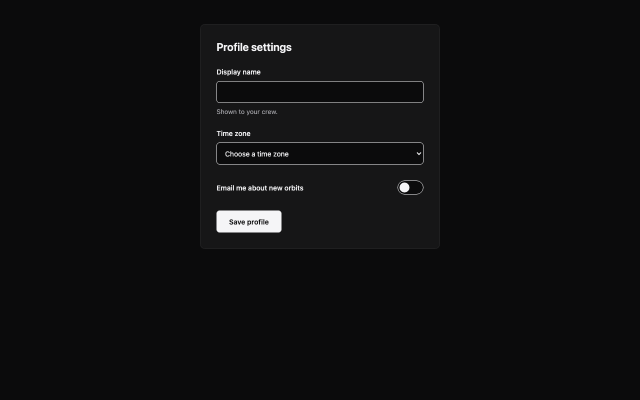 Profile settings
Display name
Shown to your crew.
Time zone
Choose a time zone
Email me about new orbits
Save profile